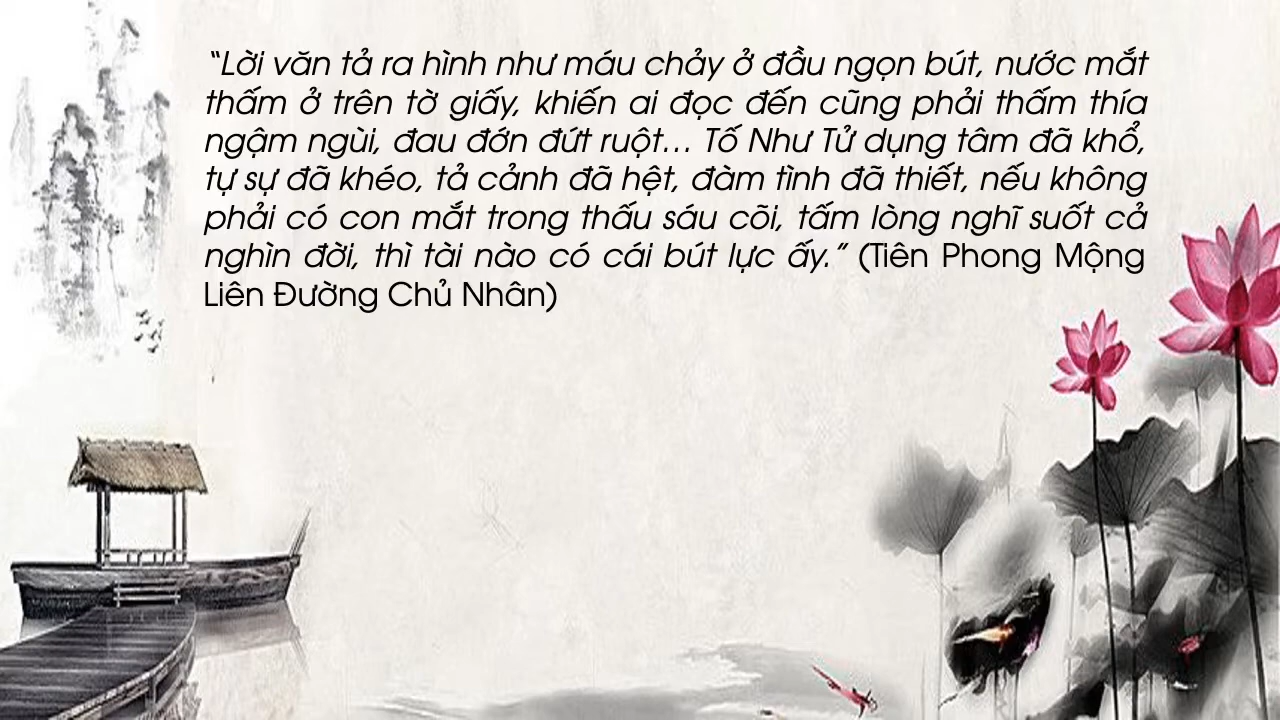 “Lời văn tả ra hình như máu chảy ở đầu ngọn bút, nước mắt
thấm ở trên tờ giấy, khiến ai đọc đến cũng phải thấm thía
ngậm ngùi, đau đớn đứt ruột… Tố Như Tử dụng tâm đã khổ,
tự sự đã khéo, tả cảnh đã hệt, đàm tình đã thiết, nếu không
phải có con mắt trong thấu sáu cõi, tấm lòng nghĩ suốt cả
nghìn đời, thì tài nào có cái bút lực ấy.” (Tiên Phong Mộng
Liên Đường Chủ Nhân)